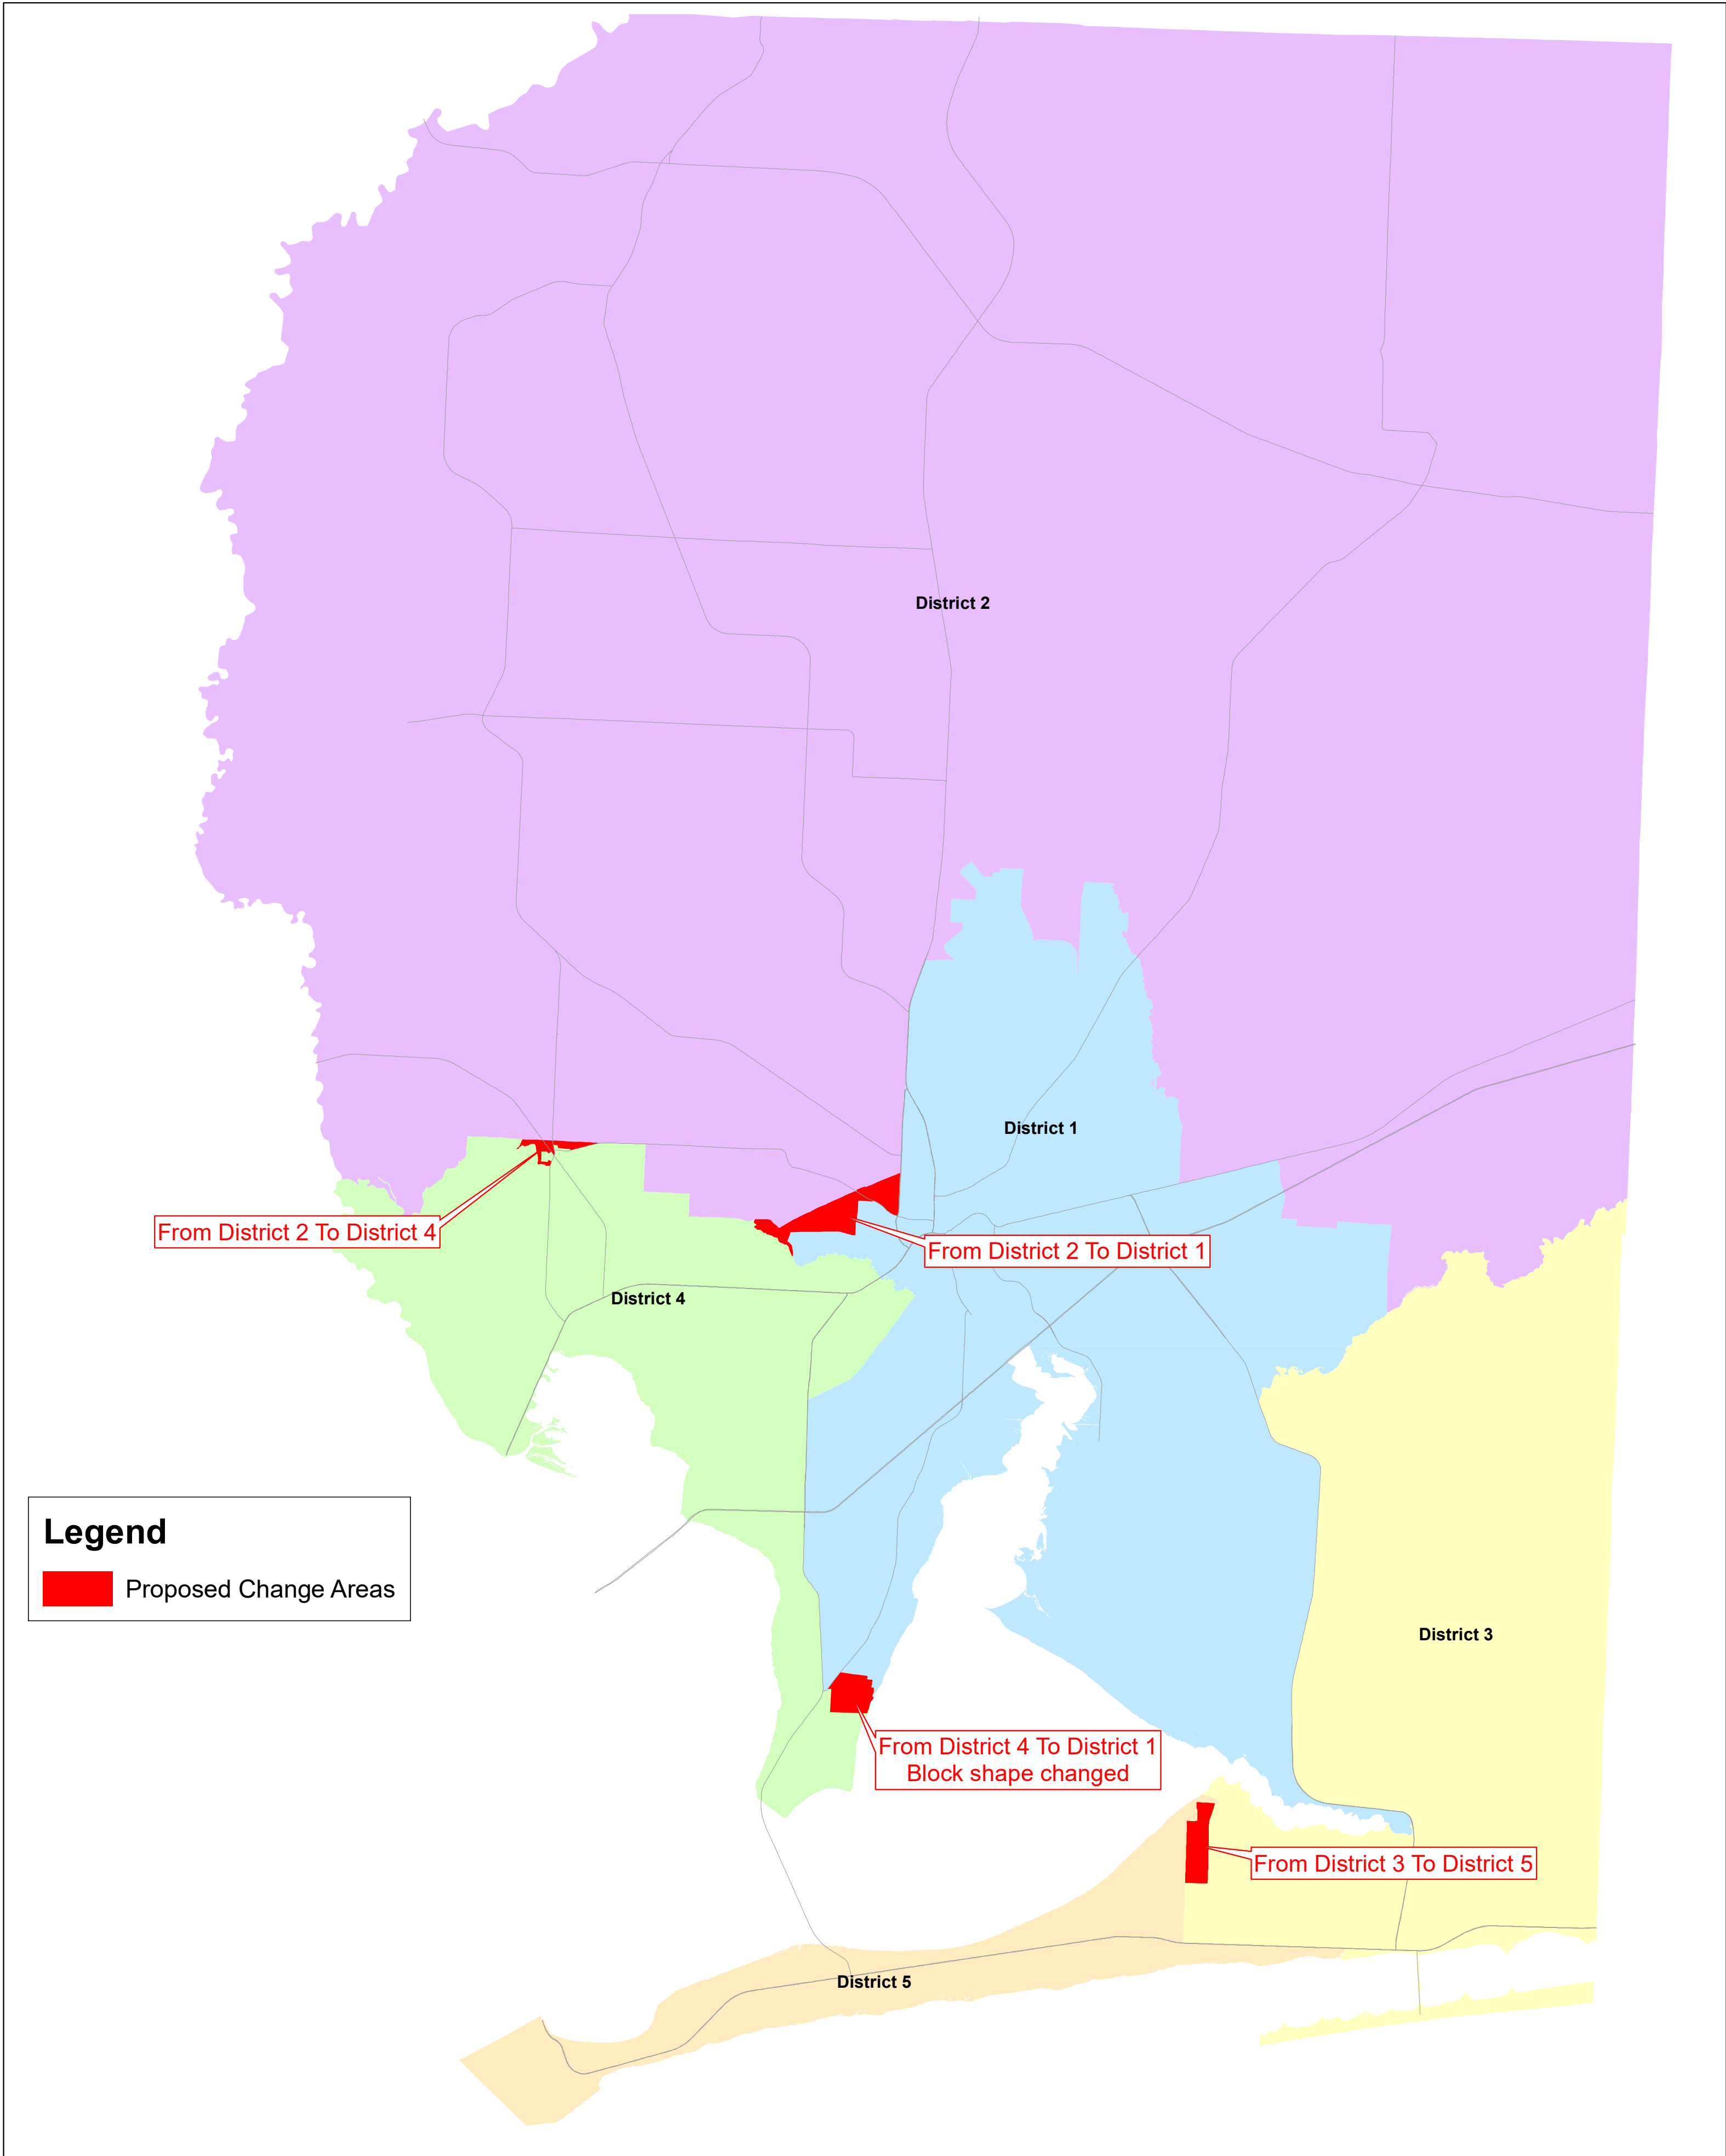 District 2
District 1
From District 2 To District 4
From District 2 To District 1
District 4
Legend
Proposed Change Areas
District 3
From District 4 To District 1
Block shape changed
From District 3 To District 5
District 5